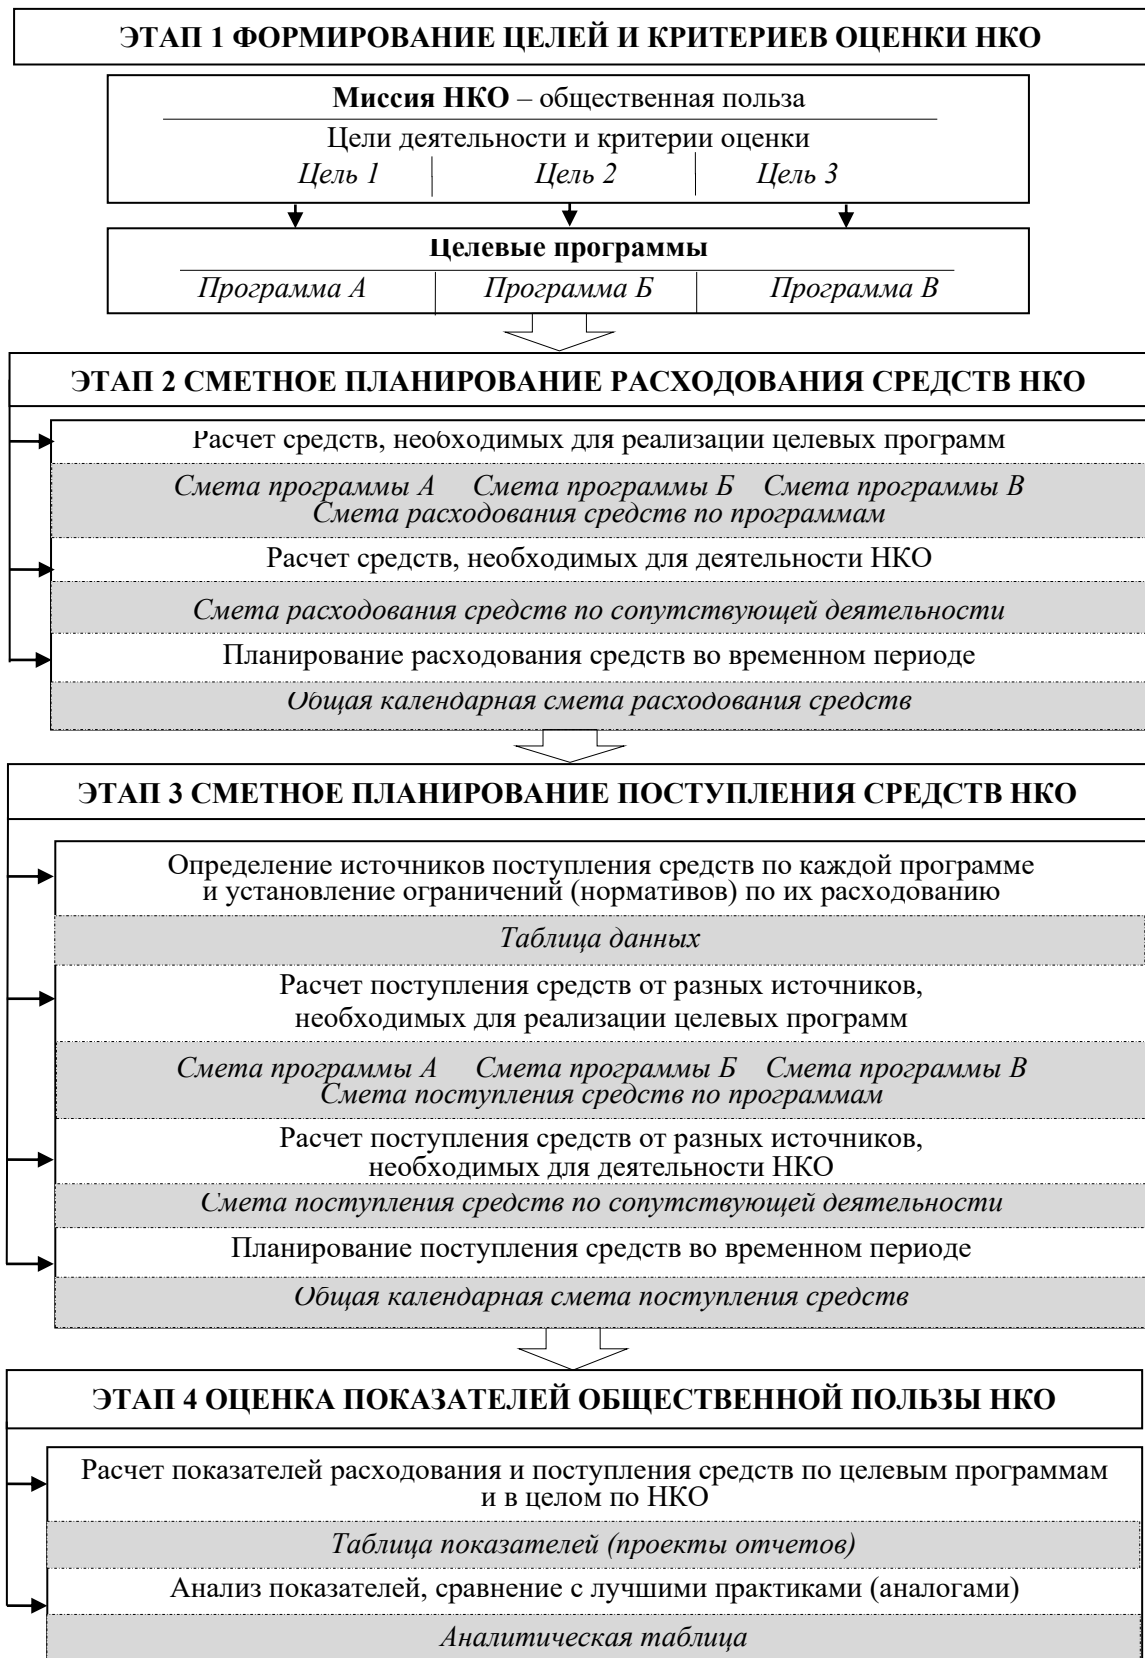 ЭТАП 1 ФОРМИРОВАНИЕ ЦЕЛЕЙ И КРИТЕРИЕВ ОЦЕНКИ НКО
Миссия НКО – общественная польза
Цели деятельности и критерии оценки
Цель 1 Цель 2 Цель 3
Целевые программы
Программа А Программа Б Программа В
ЭТАП 2 СМЕТНОЕ ПЛАНИРОВАНИЕ РАСХОДОВАНИЯ СРЕДСТВ НКО
Расчет средств, необходимых для реализации целевых программ
Смета программы А Смета программы Б Смета программы В
Смета расходования средств по программам
Расчет средств, необходимых для деятельности НКО
Смета расходования средств по сопутствующей деятельности
Планирование расходования средств во временном периоде
Общая календарная смета расходования средств
ЭТАП 3 СМЕТНОЕ ПЛАНИРОВАНИЕ ПОСТУПЛЕНИЯ СРЕДСТВ НКО
Определение источников поступления средств по каждой программе
и установление ограничений (нормативов) по их расходованию
Таблица данных
Расчет поступления средств от разных источников,
необходимых для реализации целевых программ
Смета программы А Смета программы Б Смета программы В
Смета поступления средств по программам
Расчет поступления средств от разных источников,
необходимых для деятельности НКО
Смета поступления средств по сопутствующей деятельности
Планирование поступления средств во временном периоде
Общая календарная смета поступления средств
ЭТАП 4 ОЦЕНКА ПОКАЗАТЕЛЕЙ ОБЩЕСТВЕННОЙ ПОЛЬЗЫ НКО
Расчет показателей расходования и поступления средств по целевым программам
и в целом по НКО
Таблица показателей (проекты отчетов)
Анализ показателей, сравнение с лучшими практиками (аналогами)
Аналитическая таблица